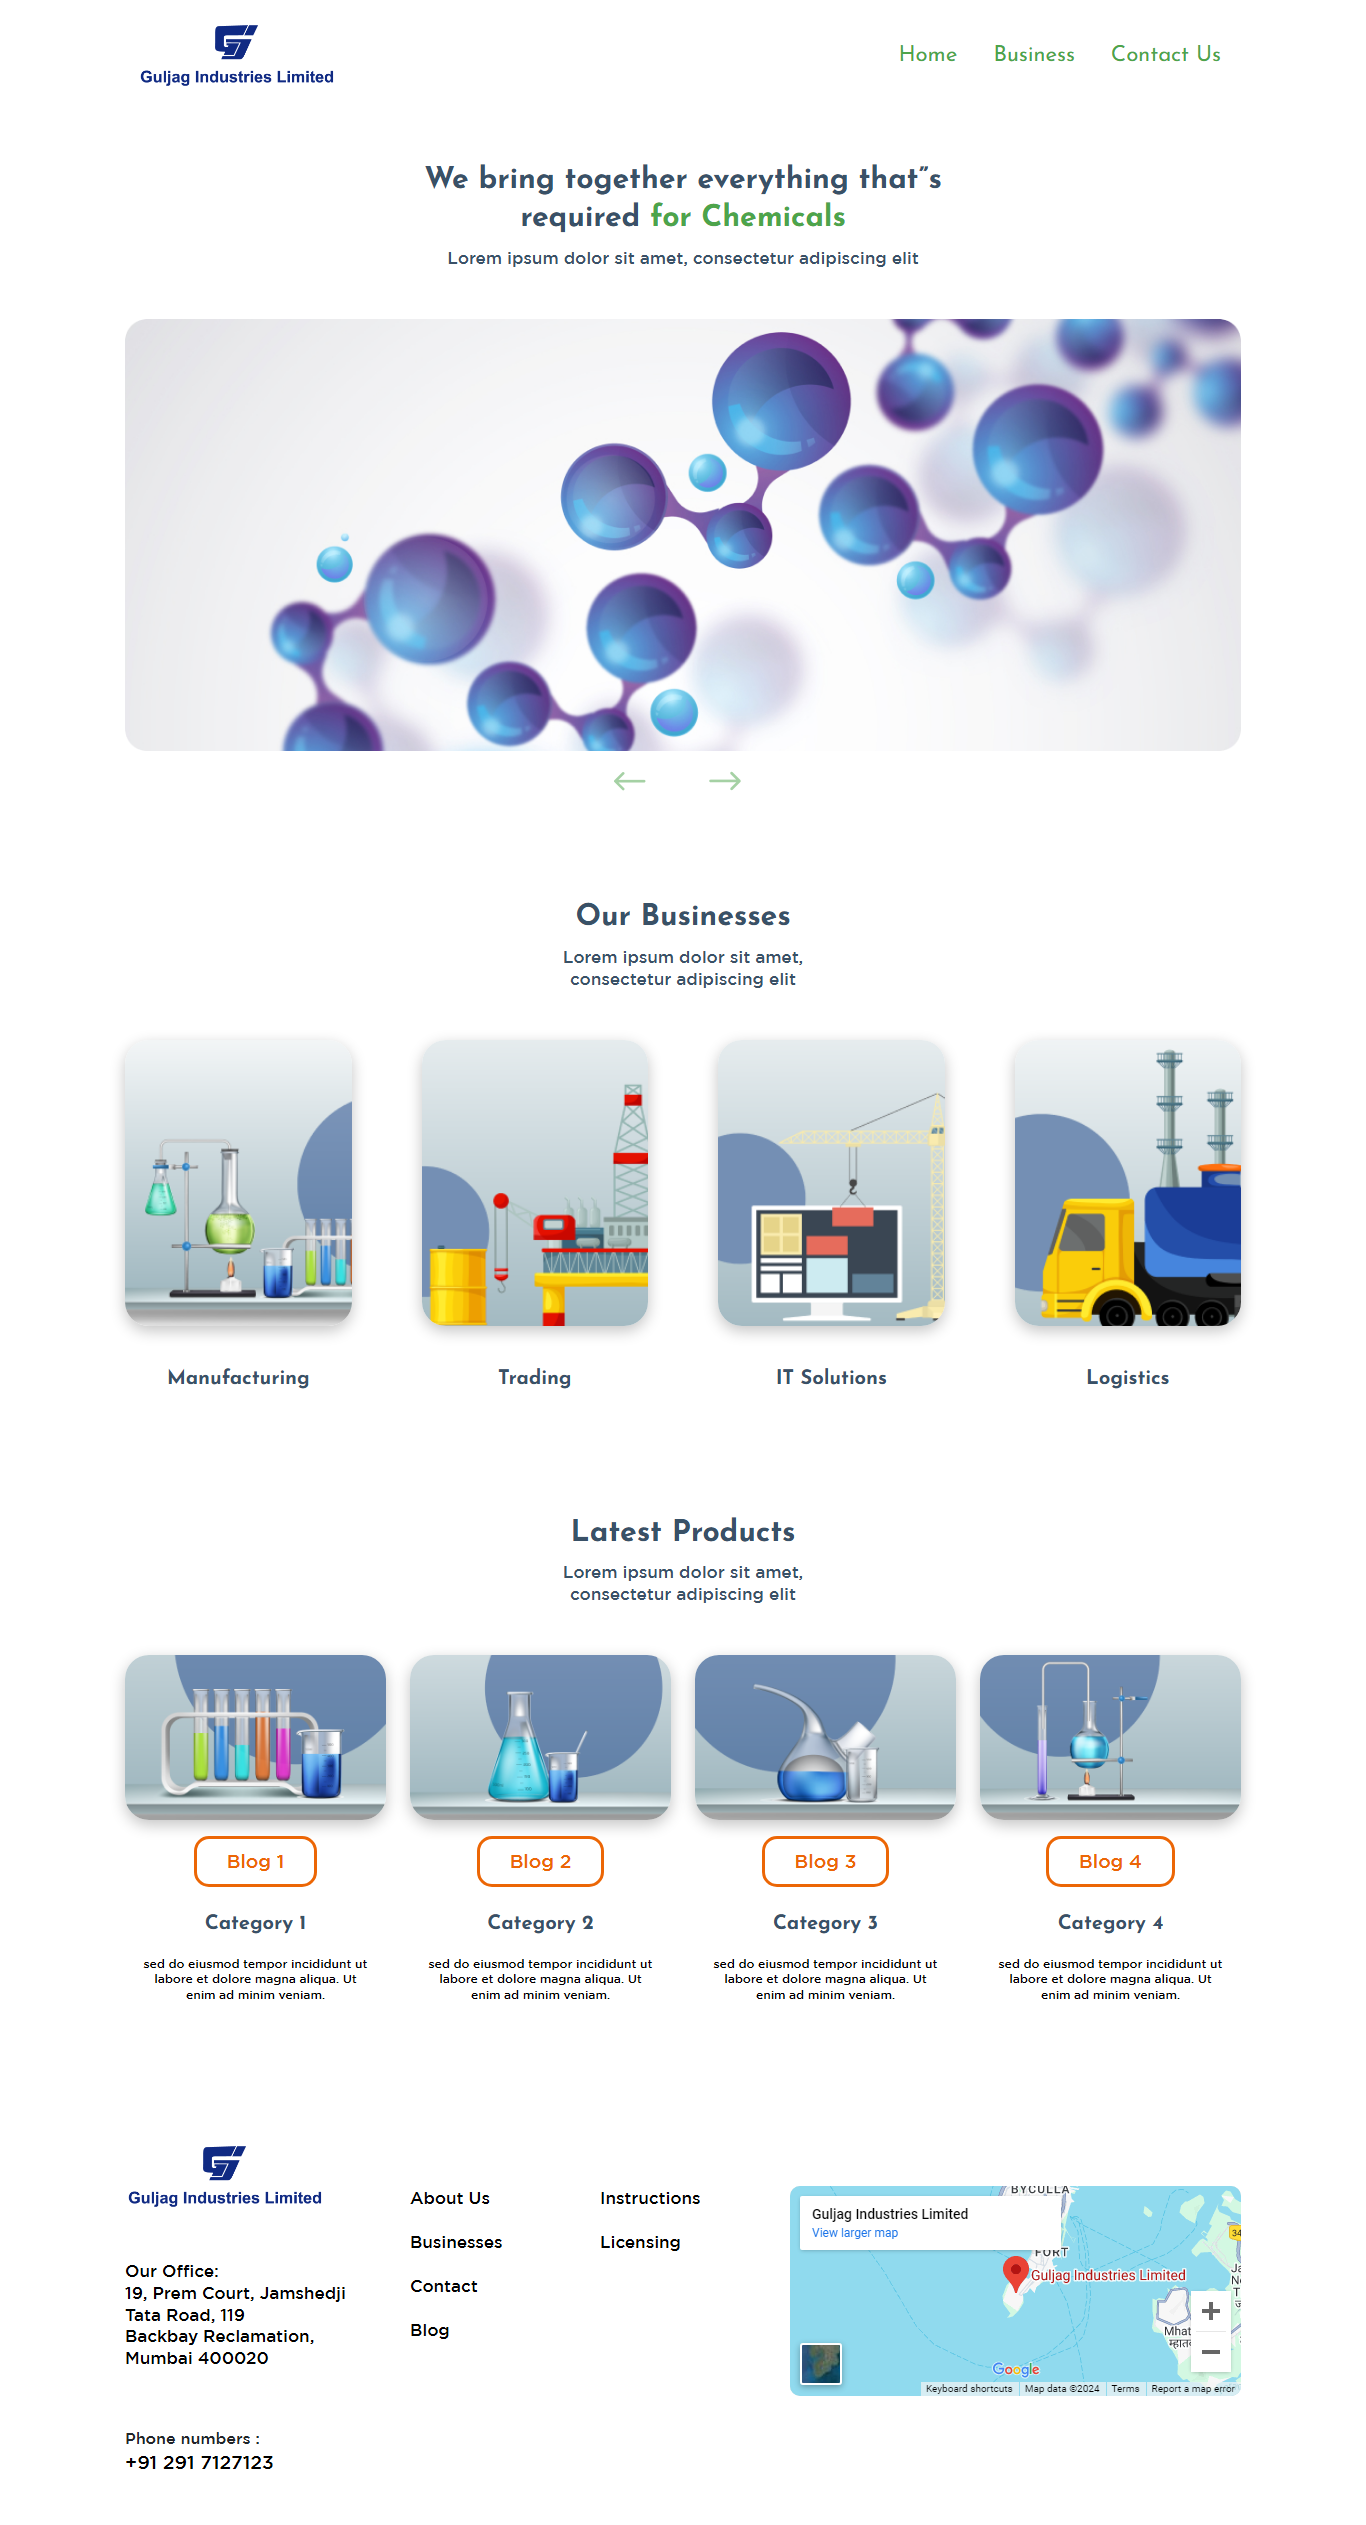 Guljag Industries Limited
Home
Business
Contact Us
We bring together everything that”s
required for Chemicals
Lorem ipsum dolor sit amet, consectetur adipiscing elit
Our Businesses
Lorem ipsum dolor sit amet,
consectetur adipiscing elit
Manufacturing
Trading
IT Solutions
Logistics
Latest Products
Lorem ipsum dolor sit amet,
consectetur adipiscing elit
Blog 1
Category 1
sed do eiusmod tempor incididunt ut
labore et dolore magna aliqua. Ut
enim ad minim veniam.
Blog 2
Category 2
sed do eiusmod tempor incididunt ut
labore et dolore magna aliqua. Ut
enim ad minim veniam.
Blog 3
Category 3
sed do eiusmod tempor incididunt ut
labore et dolore magna aliqua. Ut
enim ad minim veniam.
Blog 4
Category 4
sed do eiusmod tempor incididunt ut
labore et dolore magna aliqua. Ut
enim ad minim veniam.
Guljag Industries Limited
Our Office:
19, Prem Court, Jamshedji
Tata Road, 119
Backbay Reclamation,
Mumbai 400020
Phone numbers :
+91 291 7127123
About Us
Businesses
Contact
Blog
Instructions
Licensing
BYCULLA
Guljag Industries Limited
View larger map
FORT
Guljag Industries Limited
34
Mhat
Google
Keyboard shortcuts
Map data ©2024
Terms
Report a map error